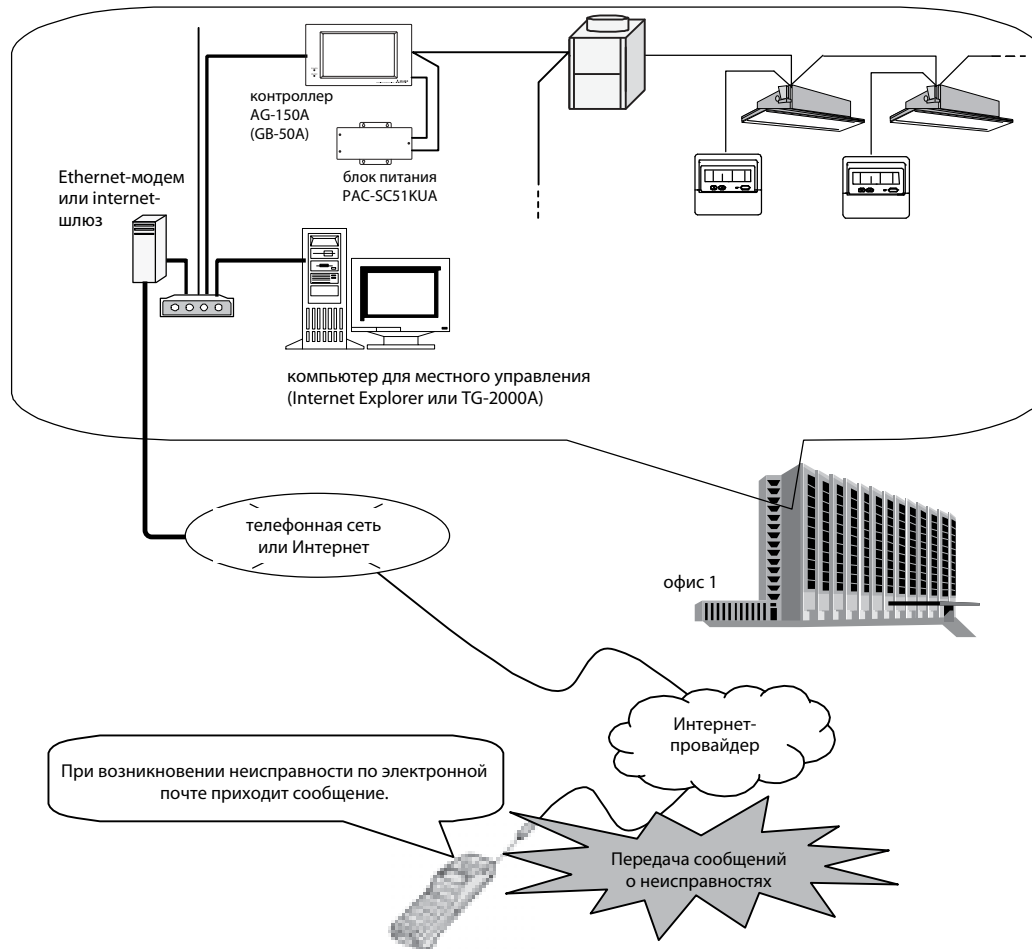 контроллер
AG-150A
(GB-50A)
блок питания
PAC-SC51KUA
Ethernet-модем
или internet-
шлюз
компьютер для местного управления
(Internet Explorer или TG-2000A)
телефонная сеть
или Интернет
офис 1
Интернет-
провайдер
При возникновении неисправности по электронной
почте приходит сообщение.
Передача сообщений
о неисправностях